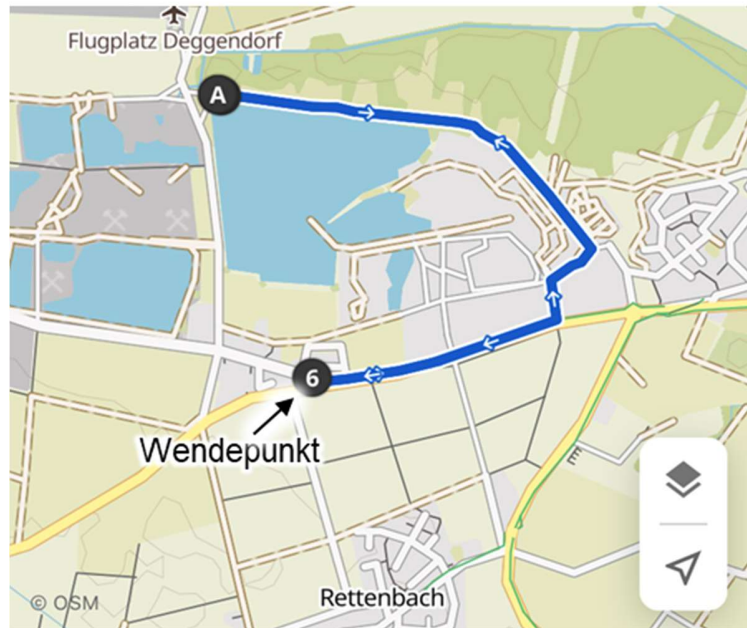 Flugplatz Deggendorf
A
6
Wendepunkt
Rettenbach
© OSM